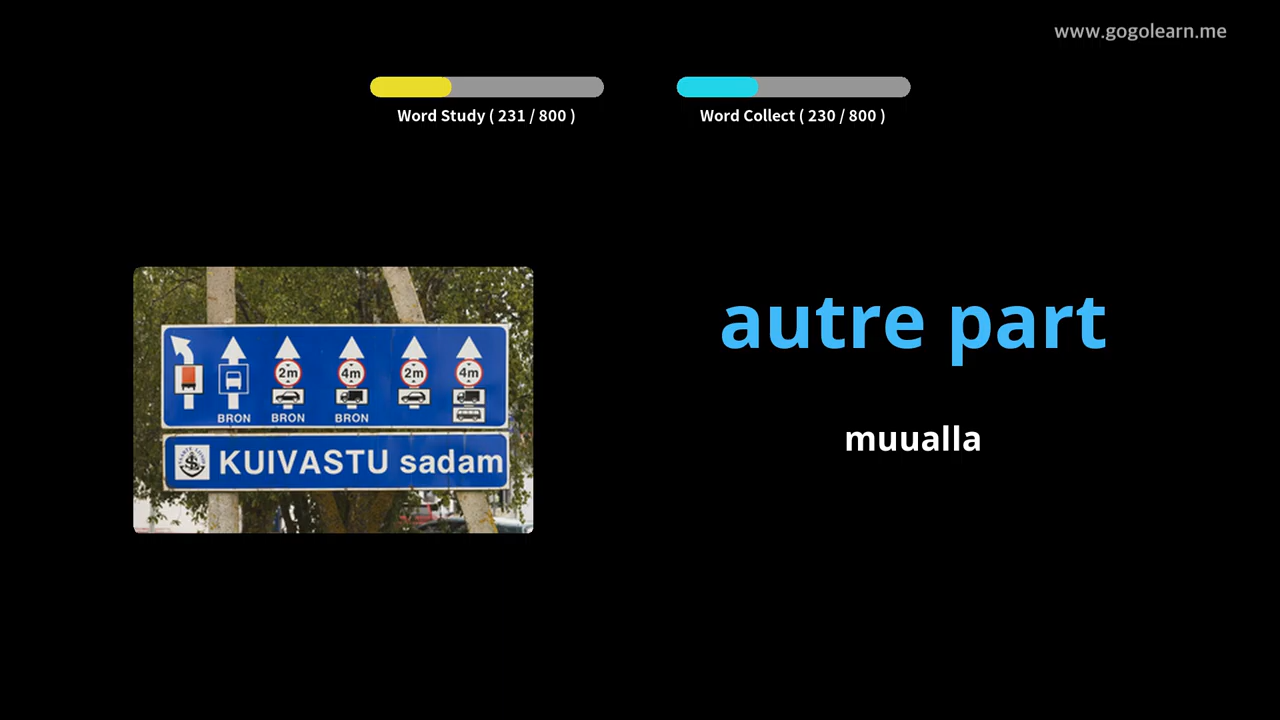 www.gogolearn.me
Word Study ( 231 / 800 )
Word Collect ( 230 / 800 )
autre part
muualla
2m 4m 2m 4m
BRON BRON BRON
KUIVASTU sadam